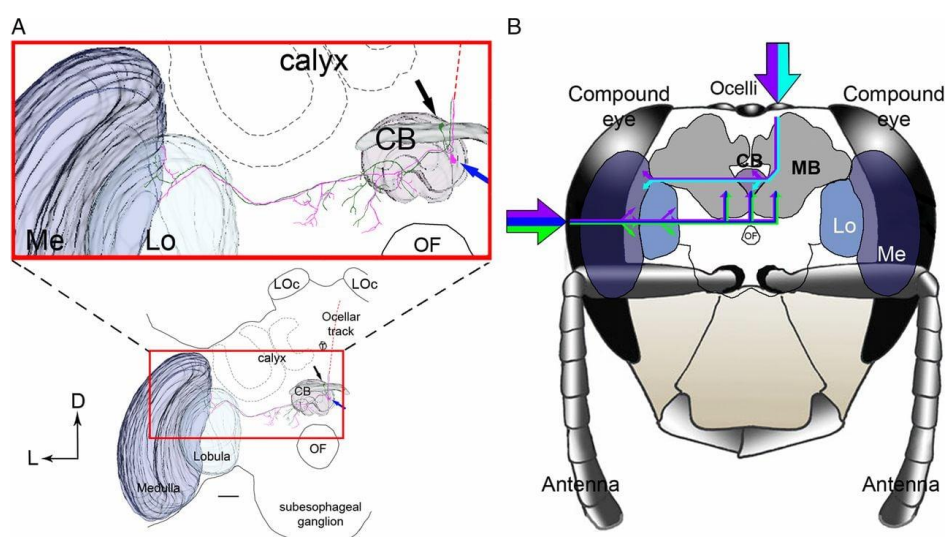 A
calyx
CB
Me
Lo
OF
LOc
LOc
Ocellar
track
calyx
CB
D
L
OF
Lobula
Medulla
subesophageal
ganglion
B
Ocelli
Compound
eye
Compound
eye
CB
MB
Lo
OF
Me
Antenna
Antenna